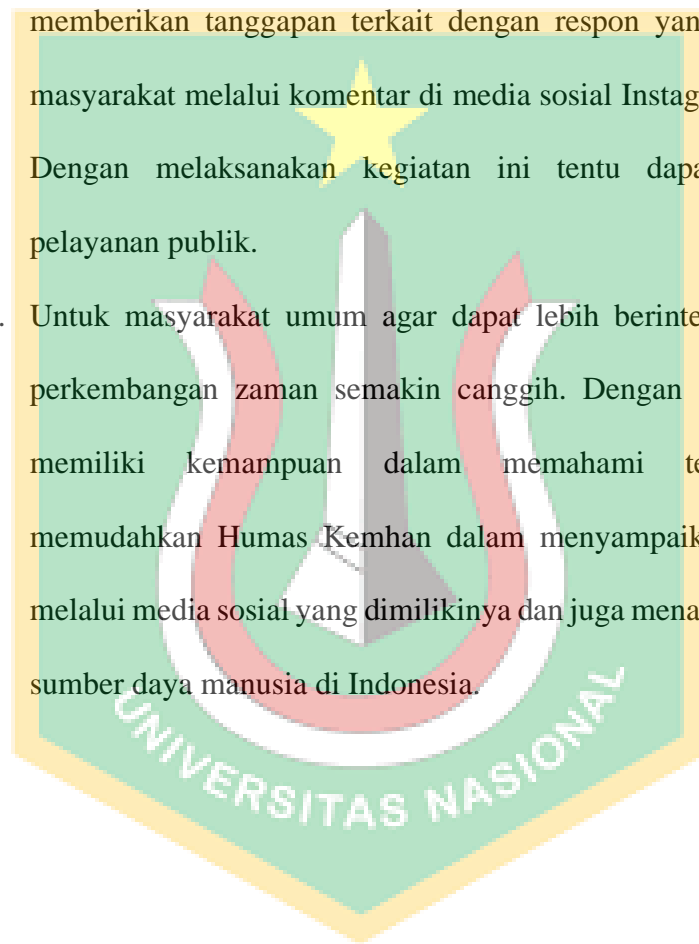 memberikan tanggapan terkait dengan respon yan
masyarakat melalui komentar di media sosial Instag
Dengan melaksanakan kegiatan ini tentu dapa
pelayanan publik.
. Untuk masyarakat umum agar dapat lebih berinte
perkembangan zaman semakin canggih. Dengan
memiliki kemampuan dalam memahami te
memudahkan Humas Kemhan dalam menyampaik
melalui media sosial yang dimilikinya dan juga mena
sumber daya manusia di Indonesia.
UNIVERSITAS NASIONAL